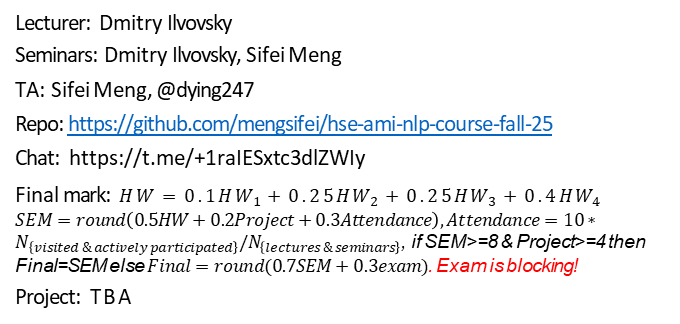 Lecturer: Dmitry Ilvovsky
Seminars: Dmitry Ilvovsky, Sifei Meng
TA: Sifei Meng, @dying247
Repo: https://github.com/mengsifei/hse-ami-nlp-course-fall-25
Chat: https://t.me/+1raIESxtc3dlZWIy
Final mark: HW = 0.1HW₁ + 0.25HW₂ + 0.25HW₃ + 0.4HW₄
SEM = round(0.5HW + 0.2Project + 0.3Attendance), Attendance = 10 ∗
N{visited & actively participated}/N{lectures & seminars}, if SEM>=8 & Project>=4 then
Final=SEM else Final = round(0.7SEM + 0.3exam). Exam is blocking!
Project: TBA